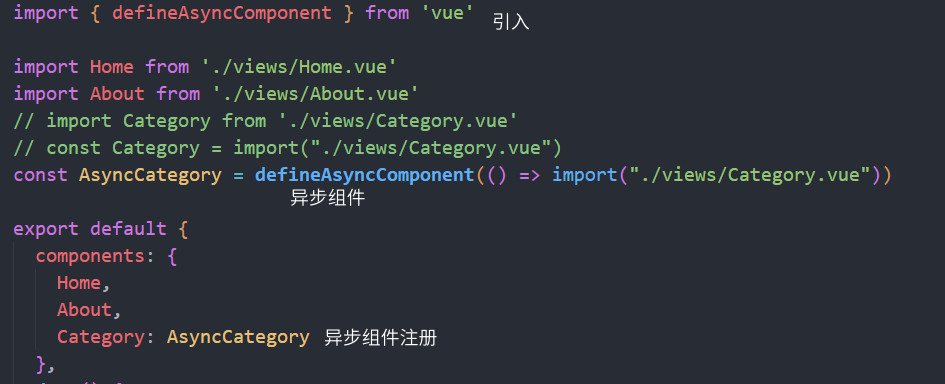 import { defineAsyncComponent } from 'vue' 引入
import Home from './views/Home.vue'
import About from './views/About.vue'
// import Category from './views/Category.vue'
// const Category = import("./views/Category.vue")
const AsyncCategory = defineAsyncComponent(() => import("./views/Category.vue"))
异步组件
export default {
components: {
Home,
About,
Category: AsyncCategory 异步组件注册
},